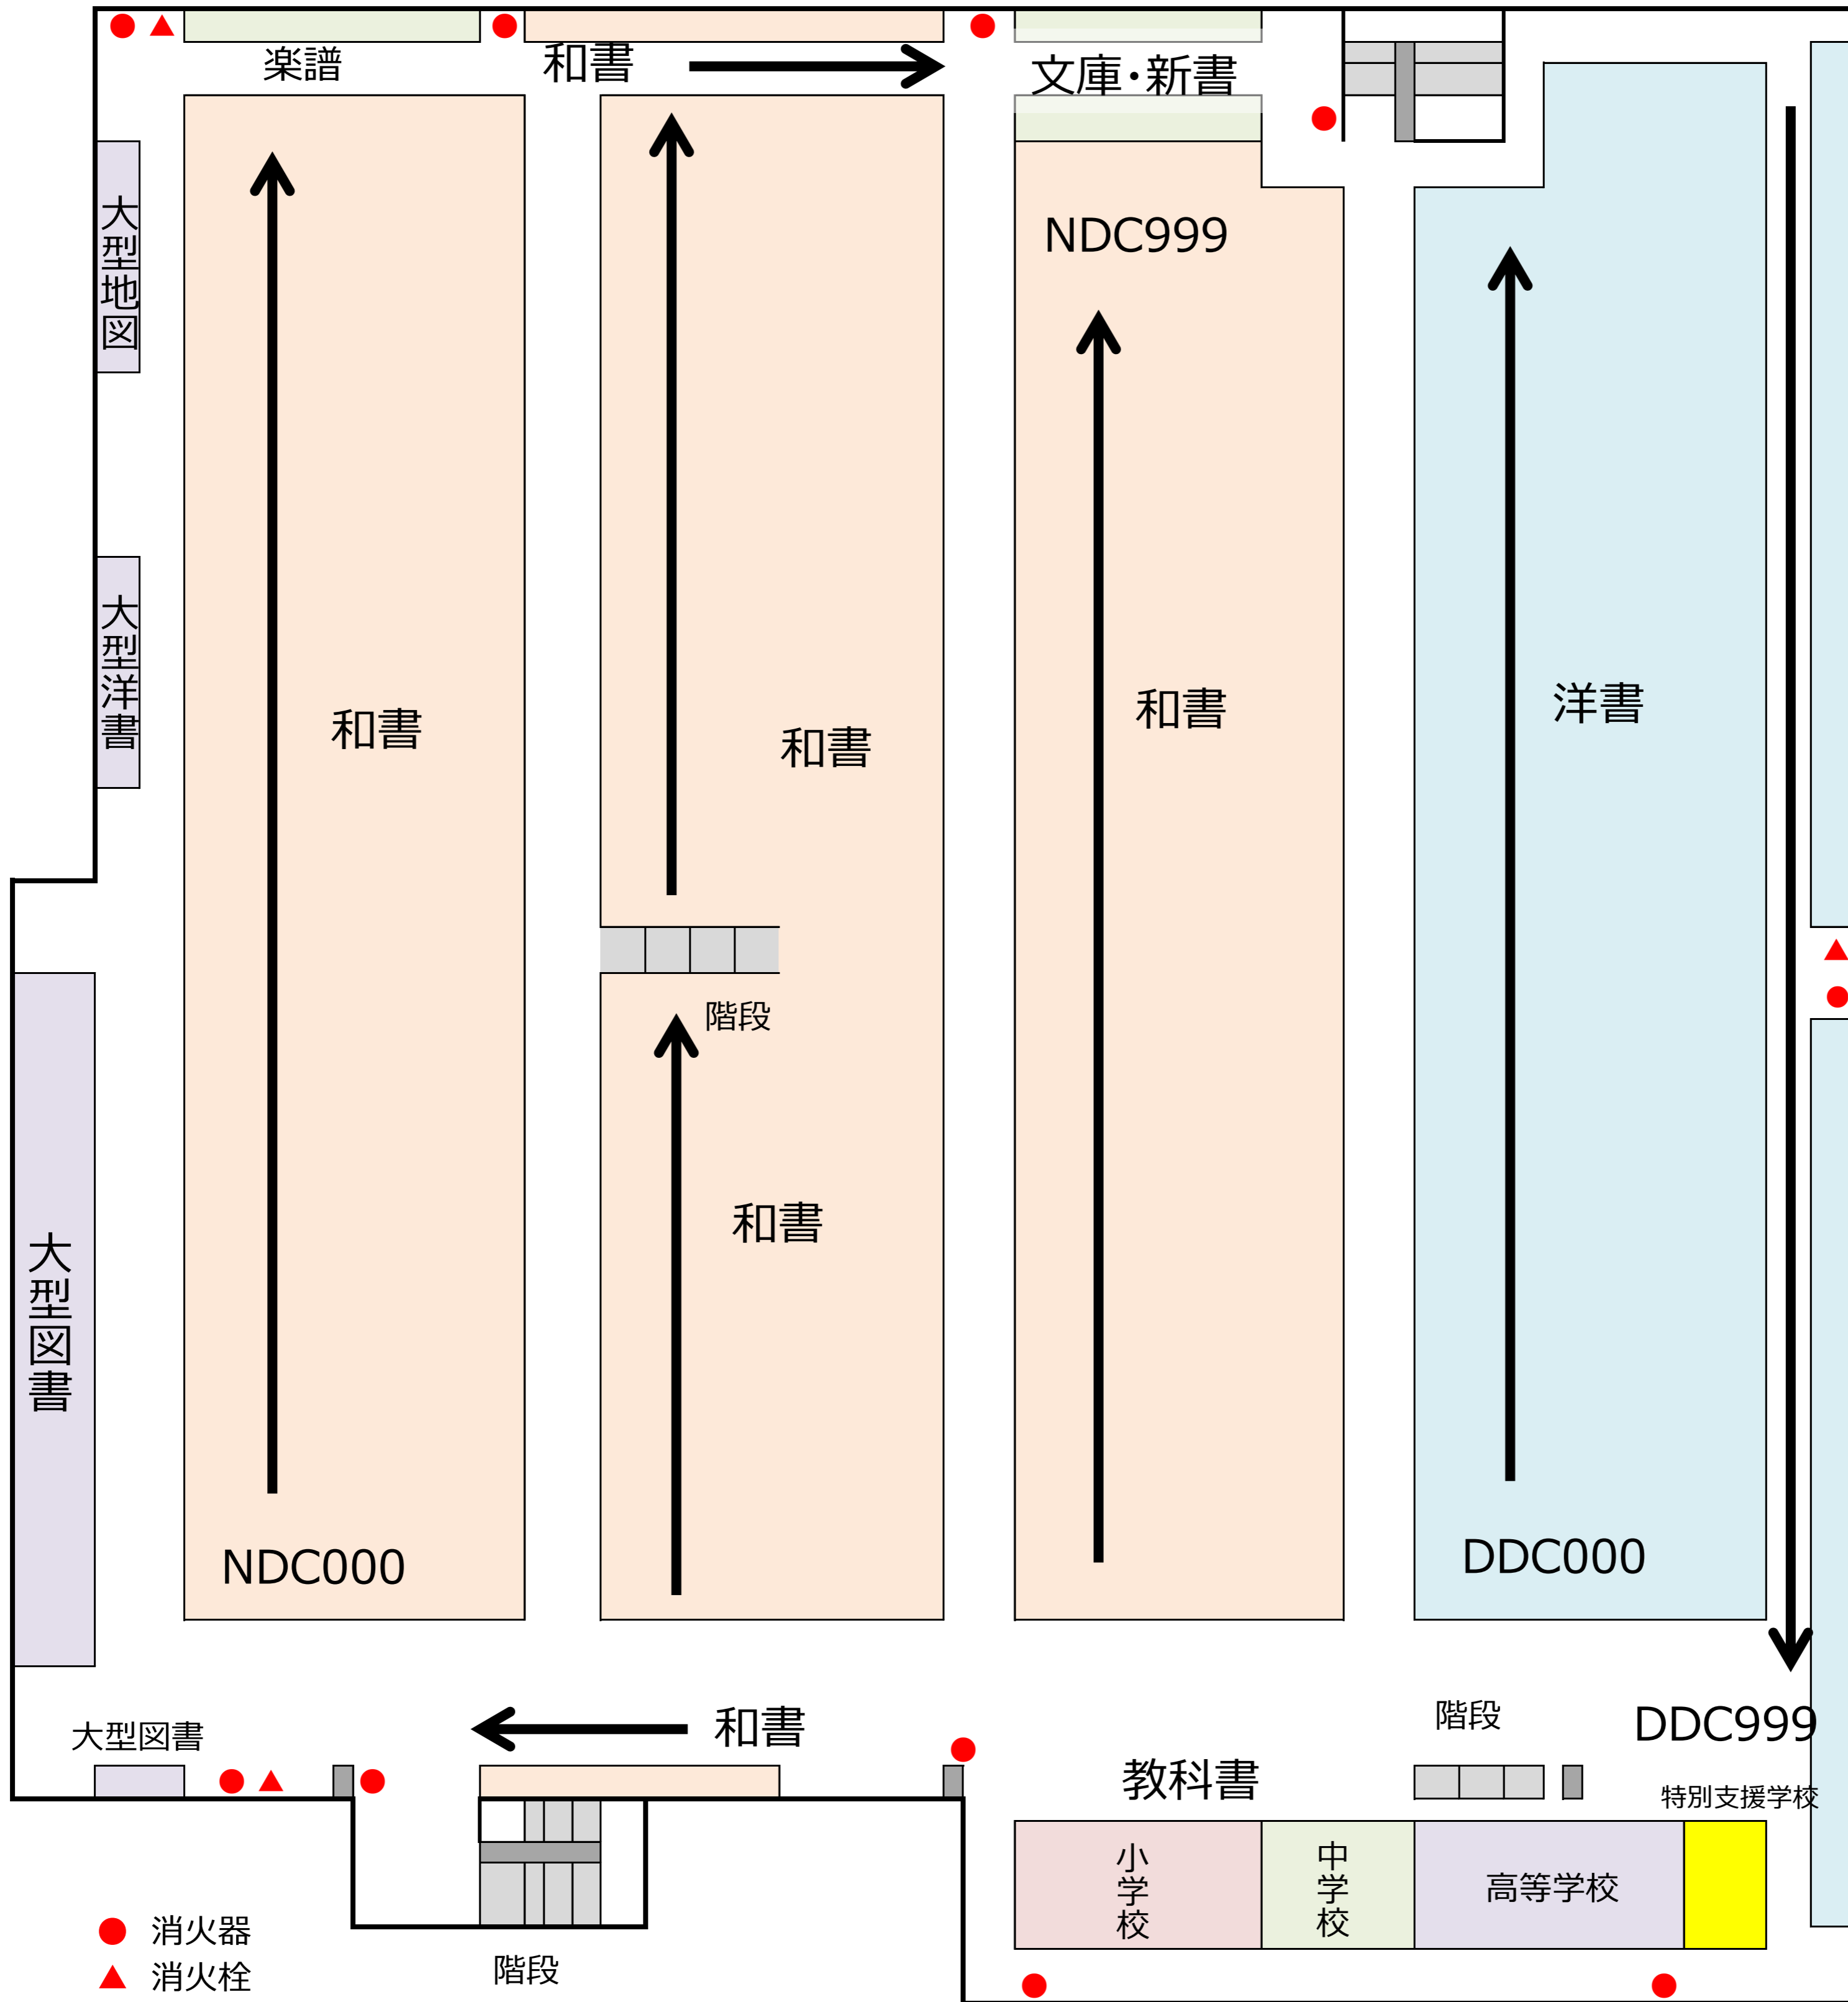 楽譜
和書
文庫・新書
大型地図
NDC999
大型洋書
和書
和書
和書
洋書
階段
和書
大型図書
NDC000
DDC000
大型図書
和書
階段
DDC999
教科書
特別支援学校
小学校
中学校
高等学校
消火器
消火栓
階段